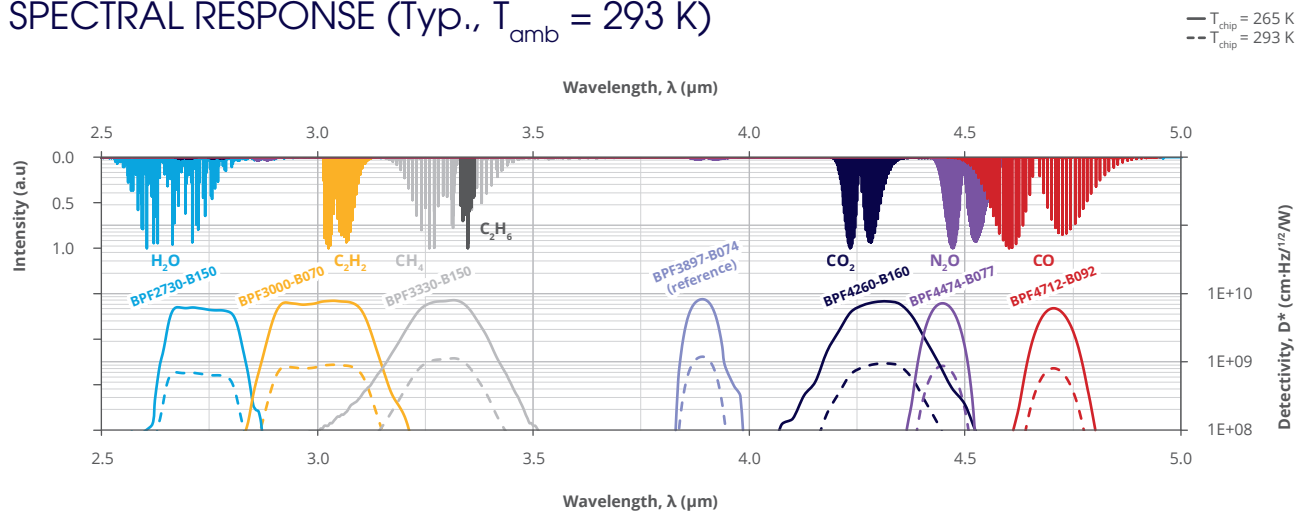 SPECTRAL RESPONSE (Typ., Tamb = 293 K)
Tchip = 265 K
Tchip = 293 K
Wavelength, λ (μm)
2.5 3.0 3.5 4.0 4.5 5.0
Intensity (a.u)
0.0
0.5
1.0
H2O
C2H2
CH4
C2H6
CO2
N2O
CO
BPF2730-B150
BPF3000-B070
BPF3330-B150
BPF3897-B074
(reference)
BPF4260-B160
BPF4474-B077
BPF4712-B092
1E+10
1E+09
1E+08
Detectivity, D* (cm·Hz/1/2/W)
2.5 3.0 3.5 4.0 4.5 5.0
Wavelength, λ (μm)